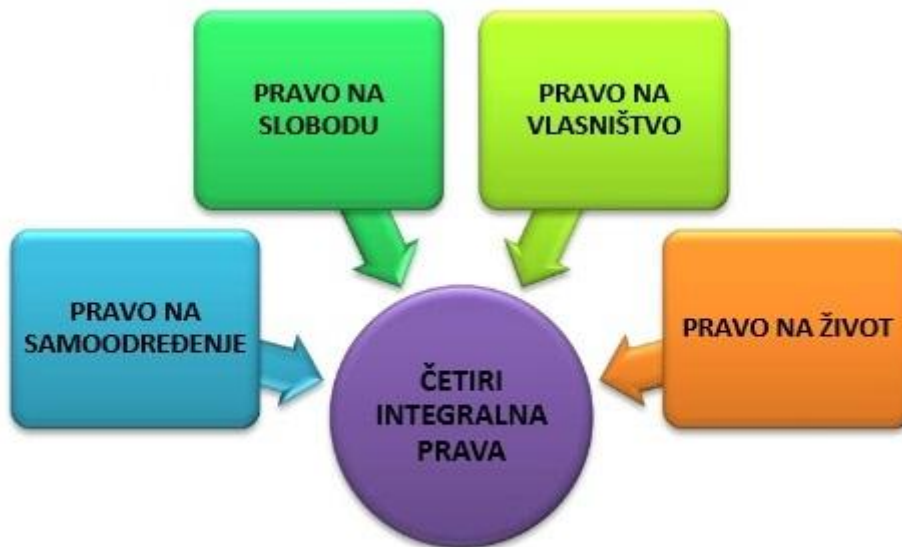 PRAVO NA
SLOBODU
PRAVO NA
VLASNIŠTVO
PRAVO NA
SAMOODREĐENJE
PRAVO NA ŽIVOT
ČETIRI
INTEGRALNA
PRAVA